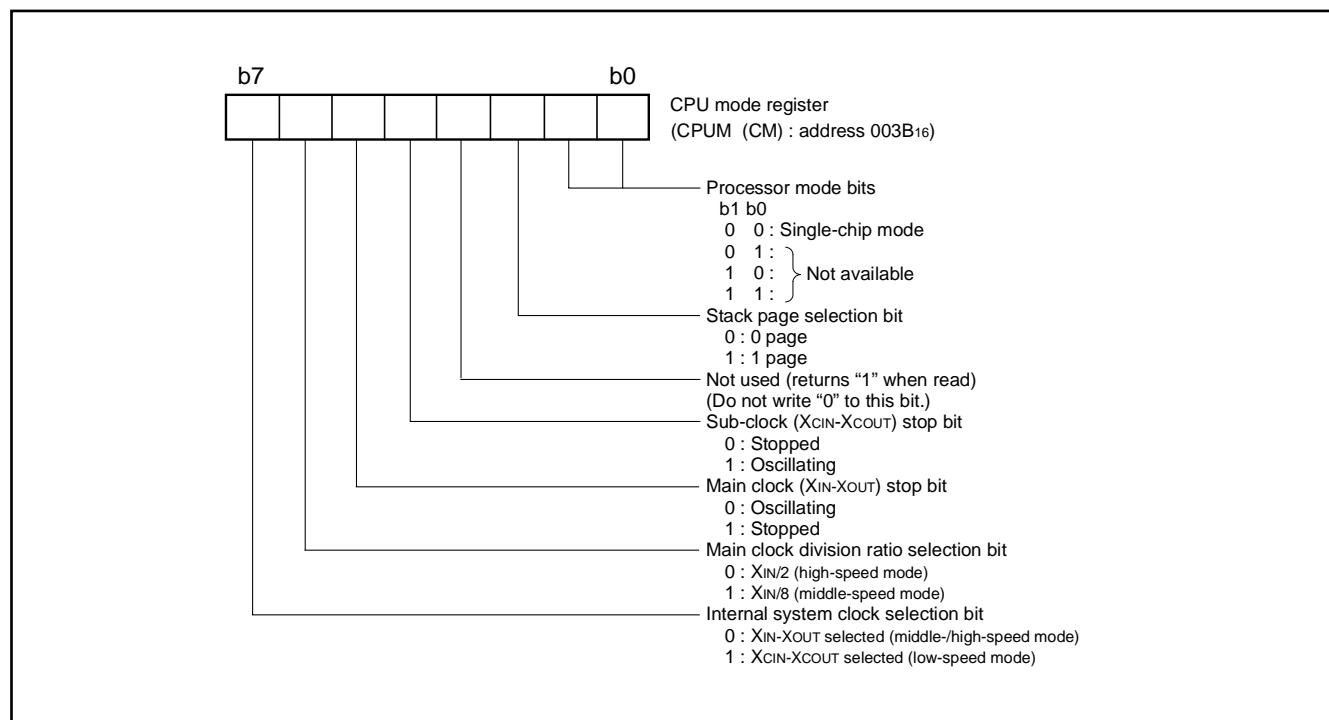 b7 b0
CPU mode register
(CPUM (CM) : address 003B16)
Processor mode bits
b1 b0
0 0 : Single-chip mode
0 1 :
1 0 : Not available
1 1 :
Stack page selection bit
0 : 0 page
1 : 1 page
Not used (returns “1” when read)
(Do not write “0” to this bit.)
Sub-clock (XCIN-XCOUT) stop bit
0 : Stopped
1 : Oscillating
Main clock (XIN-XOUT) stop bit
0 : Oscillating
1 : Stopped
Main clock division ratio selection bit
0 : XIN/2 (high-speed mode)
1 : XIN/8 (middle-speed mode)
Internal system clock selection bit
0 : XIN-XOUT selected (middle-/high-speed mode)
1 : XCIN-XCOUT selected (low-speed mode)